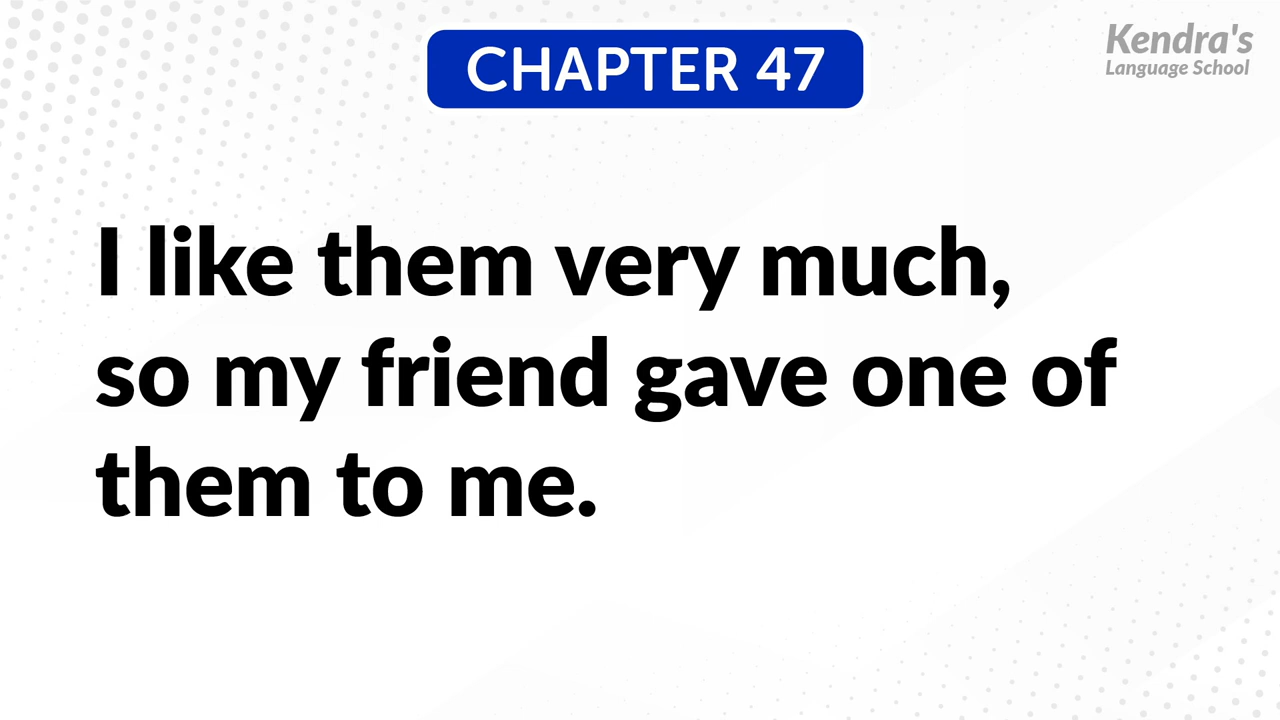 CHAPTER 47
Kendra's
Language School
I like them very much,
so my friend gave one of
them to me.